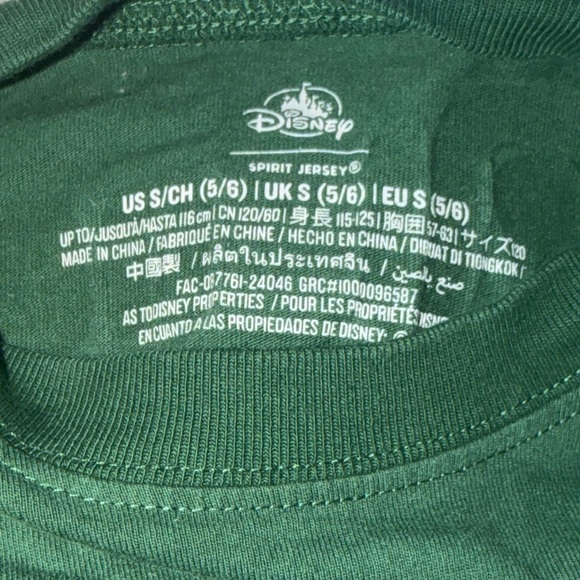 DISNEY
SPIRIT JERSEY®
US S/CH (5/6) | UK S (5/6) | EU S (5/6)
UP TO/JUSQU'À/HASTA 116 cm | CN 120/60 | 身長 115-125 | 胸囲 57-63 | サイズ 120
MADE IN CHINA / FABRIQUÉ EN CHINE / HECHO EN CHINA / DIBUAT DI TIONGKOK /
中國製 / ผลิตในประเทศจีน / صنع بالصين
FAC-067761-24046 GRC#1000096587
AS TO DISNEY PROPERTIES / POUR LES PROPRIÉTÉS DISNE
EN CUANTO A LAS PROPIEDADES DE DISNEY: ©